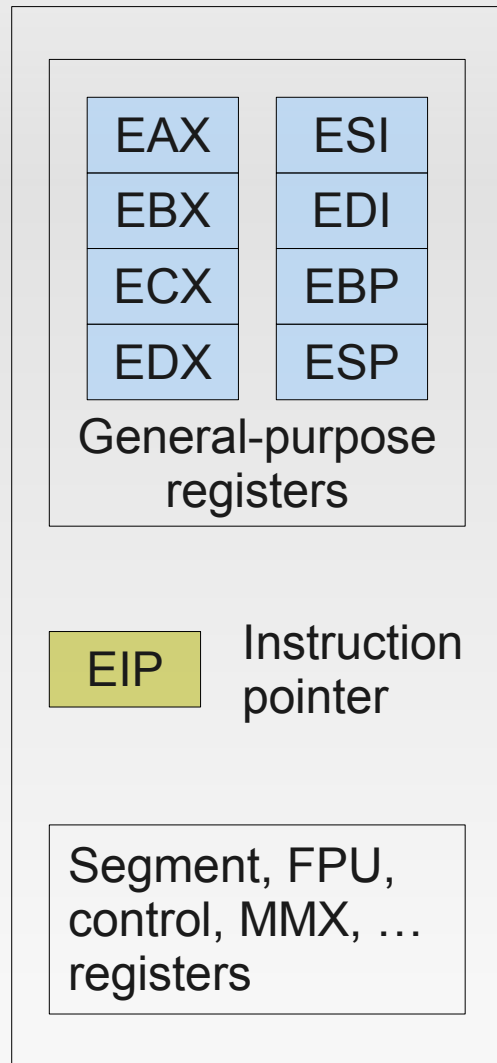 EAX
EBX
ECX
EDX
ESI
EDI
EBP
ESP
General-purpose
registers
EIP
Instruction
pointer
Segment, FPU,
control, MMX, …
registers